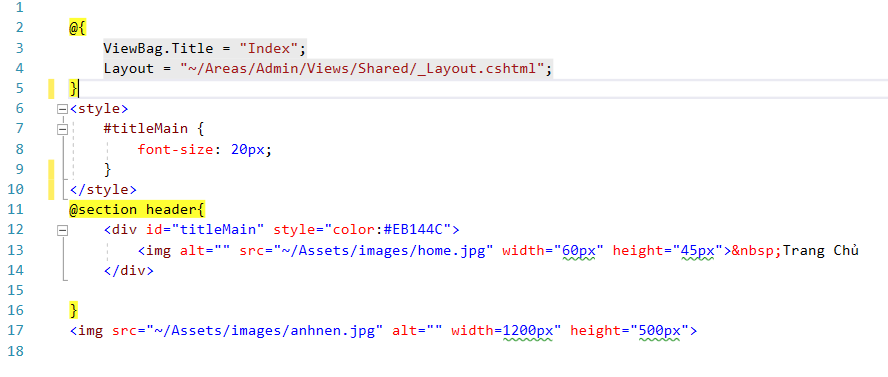 1
2 @{
3 ViewBag.Title = "Index";
4 Layout = "~/Areas/Admin/Views/Shared/_Layout.cshtml";
5 }
6 <style>
7 #titleMain {
8 font-size: 20px;
9 }
10 </style>
11 @section header{
12 <div id="titleMain" style="color:#EB144C">
13 <img alt="" src="~/Assets/images/home.jpg" width="60px" height="45px">&nbsp;Trang Chủ
14 </div>
15
16 }
17 <img src="~/Assets/images/anhnen.jpg" alt="" width=1200px" height="500px">
18